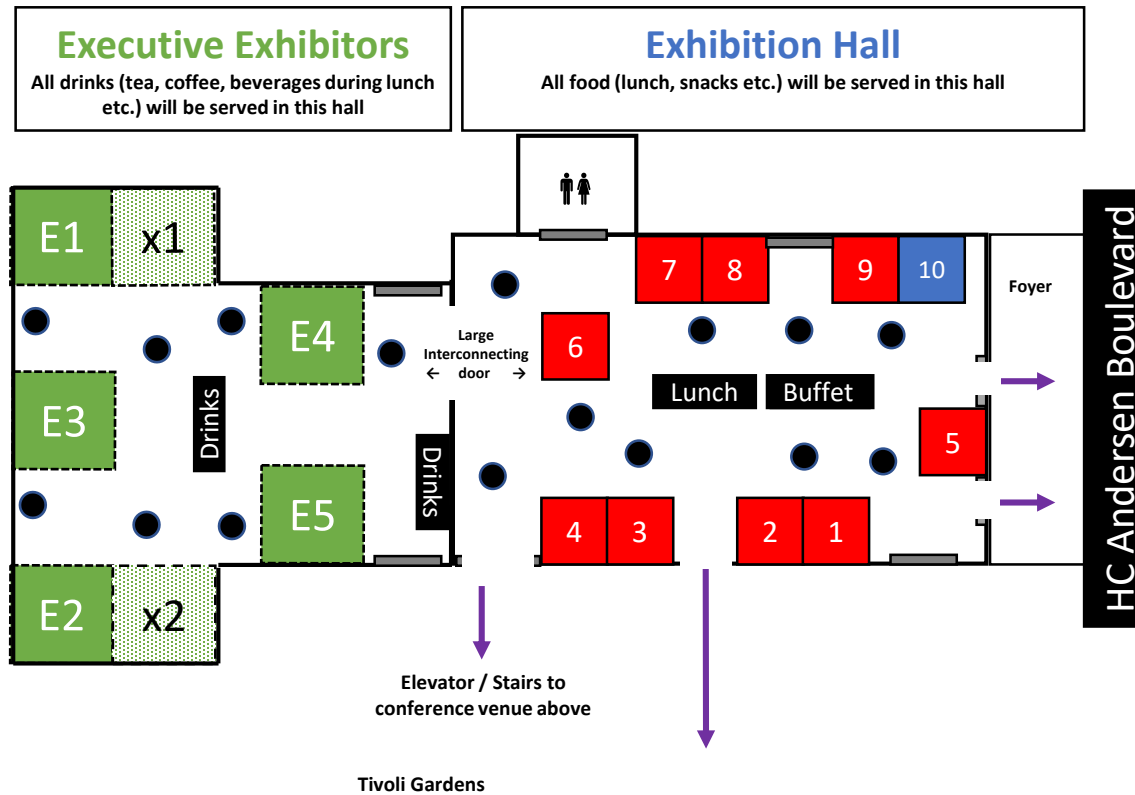 Executive Exhibitors
All drinks (tea, coffee, beverages during lunch
etc.) will be served in this hall
Exhibition Hall
All food (lunch, snacks etc.) will be served in this hall
E1
x1
E4
E3
Drinks
E5
E2
x2
Drinks
Large
Interconnecting
← door →
7
8
9
10
6
Lunch
Buffet
5
4
3
2
1
Foyer
HC Andersen Boulevard
Elevator / Stairs to
conference venue above
Tivoli Gardens